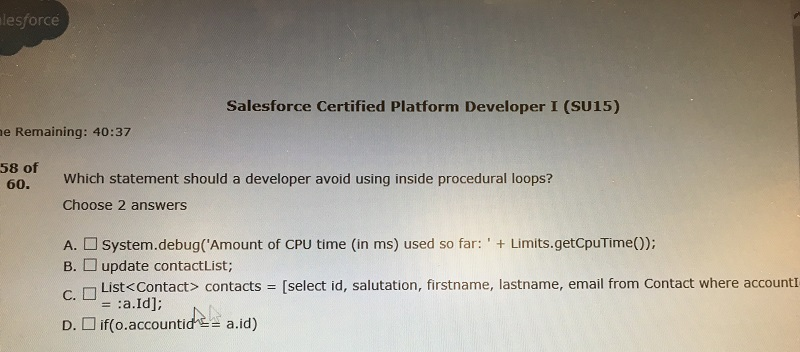 lesforce
Salesforce Certified Platform Developer I (SU15)
Remaining: 40:37
58 of
60.
Which statement should a developer avoid using inside procedural loops?
Choose 2 answers
A. System.debug('Amount of CPU time (in ms) used so far: ' + Limits.getCpuTime());
B. update contactList;
C. List<Contact> contacts = [select id, salutation, firstname, lastname, email from Contact where accountI
= :a.Id];
D. if(o.accountid == a.id)